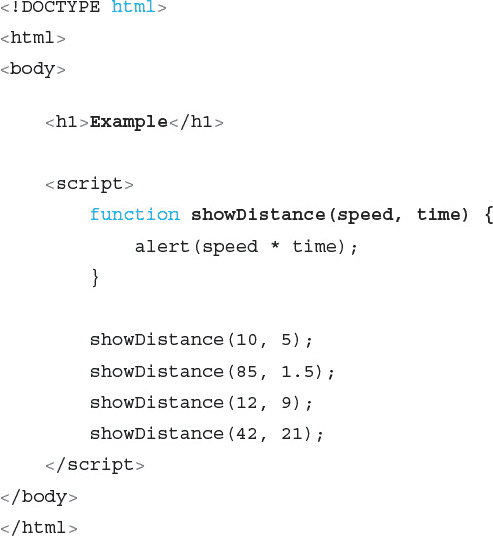 <!DOCTYPE html>
<html>
<body>
<h1>Example</h1>
<script>
function showDistance(speed, time) {
alert(speed * time);
}
showDistance(10, 5);
showDistance(85, 1.5);
showDistance(12, 9);
showDistance(42, 21);
</script>
</body>
</html>